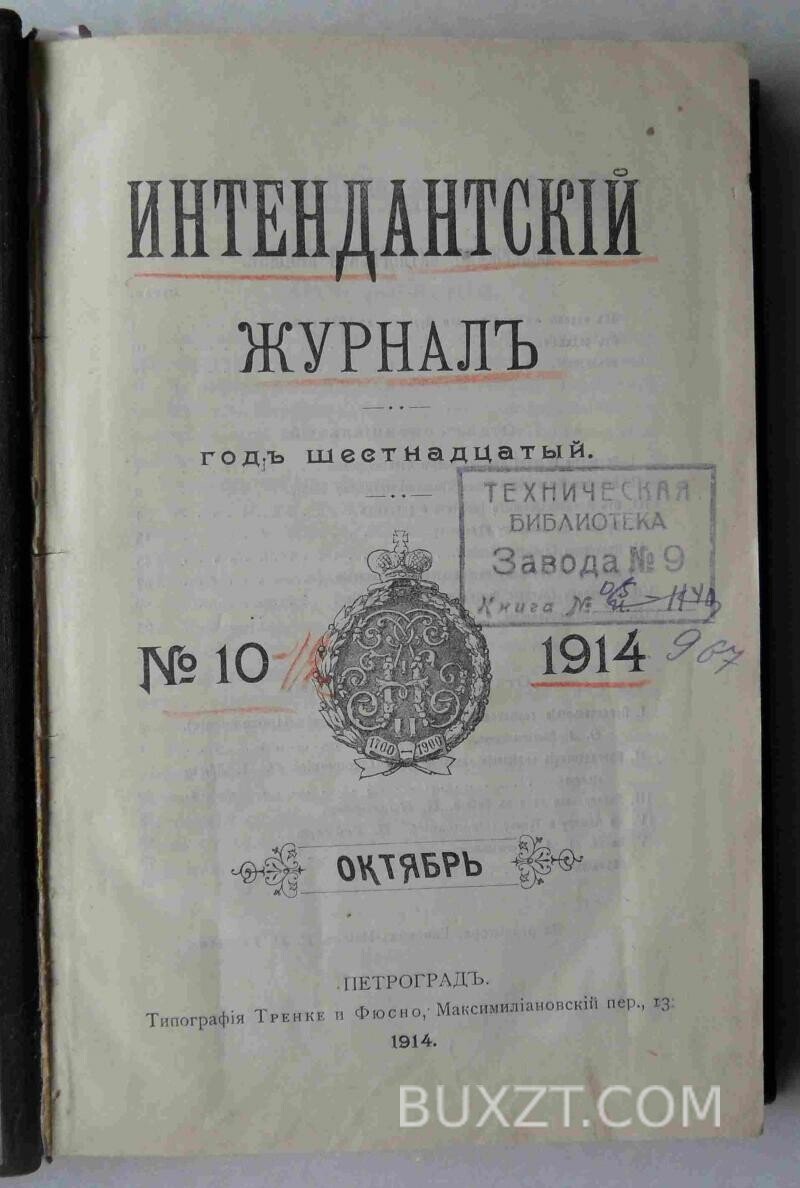 ИНТЕНДАНТСКІЙ
ЖУРНАЛЪ
ГОДЪ ШЕСТНАДЦАТЫЙ.
ТЕХНИЧЕСКАЯ
БИБЛИОТЕКА
Завода № 9
Книга №
№ 10
1914
967
1700—1900
ОКТЯБРЬ
ПЕТРОГРАДЪ.
Типографія Тренке и Фюсно, Максимиліановскій пер., 13.
1914.
BUXZT.COM